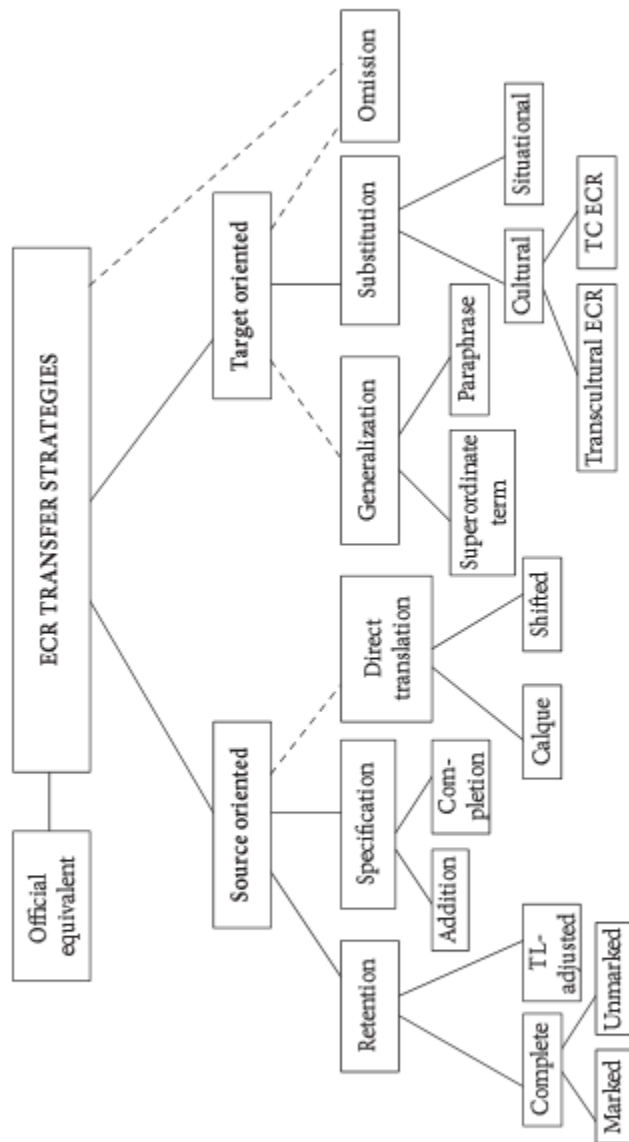 ECR TRANSFER STRATEGIES
Official
equivalent
Source oriented
Target oriented
Retention
Specification
Direct
translation
Generalization
Substitution
Omission
Addition
Com-
pletion
Superordinate
term
Paraphrase
Complete
TL-
adjusted
Calque
Shifted
Cultural
Situational
Marked
Unmarked
Transcultural ECR
TC ECR